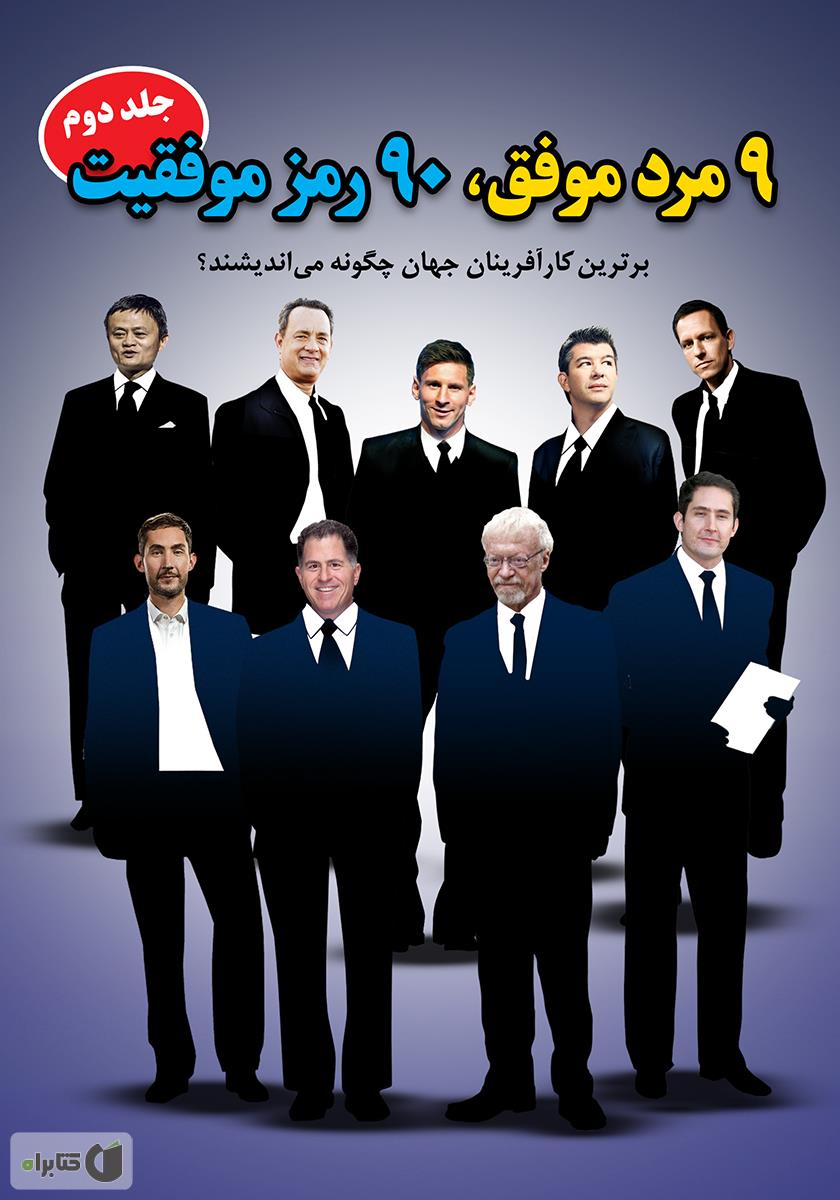 جلد دوم
۹ مرد موفق، ۹۰ رمز موفقیت
برترین کارآفرینان جهان چگونه می‌اندیشند؟
کتابراه